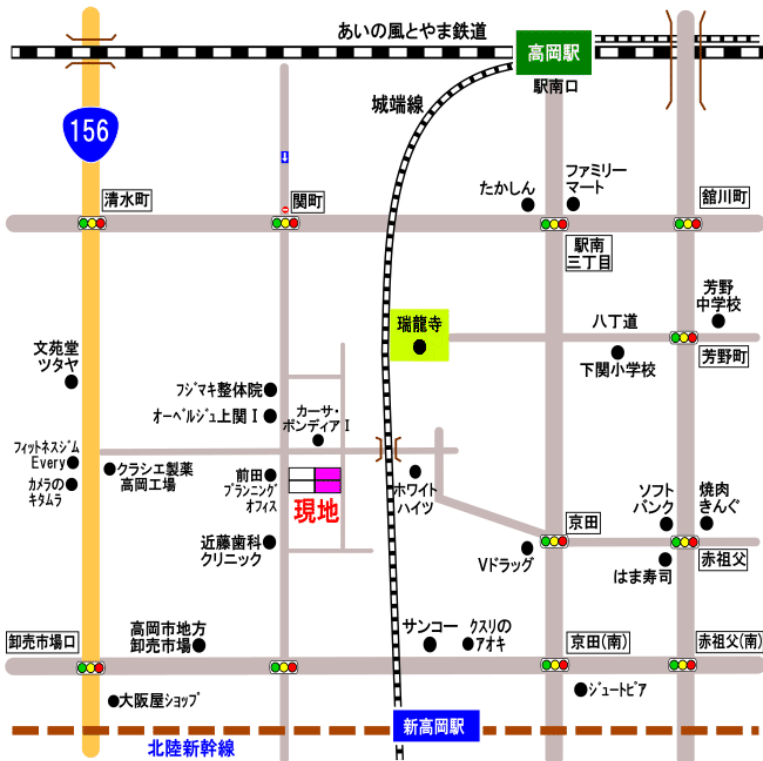 あいの風とやま鉄道
高岡駅
駅南口
城端線
156
清水町
関町
たかしん
ファミリー
マート
舘川町
駅南
三丁目
芳野
中学校
瑞龍寺
八丁道
下関小学校
芳野町
文苑堂
ツタヤ
フジマキ整体院
オーベルジュ上関Ⅰ
カーサ・
ボンディアⅠ
フィットネスジム
Every
カメラの
キタムラ
クラシエ製薬
高岡工場
前田
プランニング
オフィス
現地
ホワイト
ハイツ
ソフト
バンク
焼肉
きんぐ
京田
近藤歯科
クリニック
Vドラッグ
はま寿司
赤祖父
卸売市場口
高岡市地方
卸売市場
サンコー
クスリの
アオキ
京田(南)
赤祖父(南)
大阪屋ショップ
ジュートピア
新高岡駅
北陸新幹線